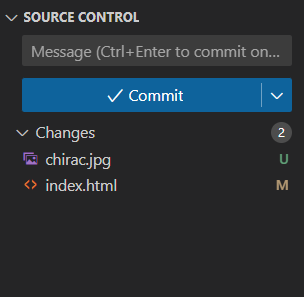 SOURCE CONTROL
Message (Ctrl+Enter to commit on...
Commit
Changes 2
chirac.jpg U
index.html M